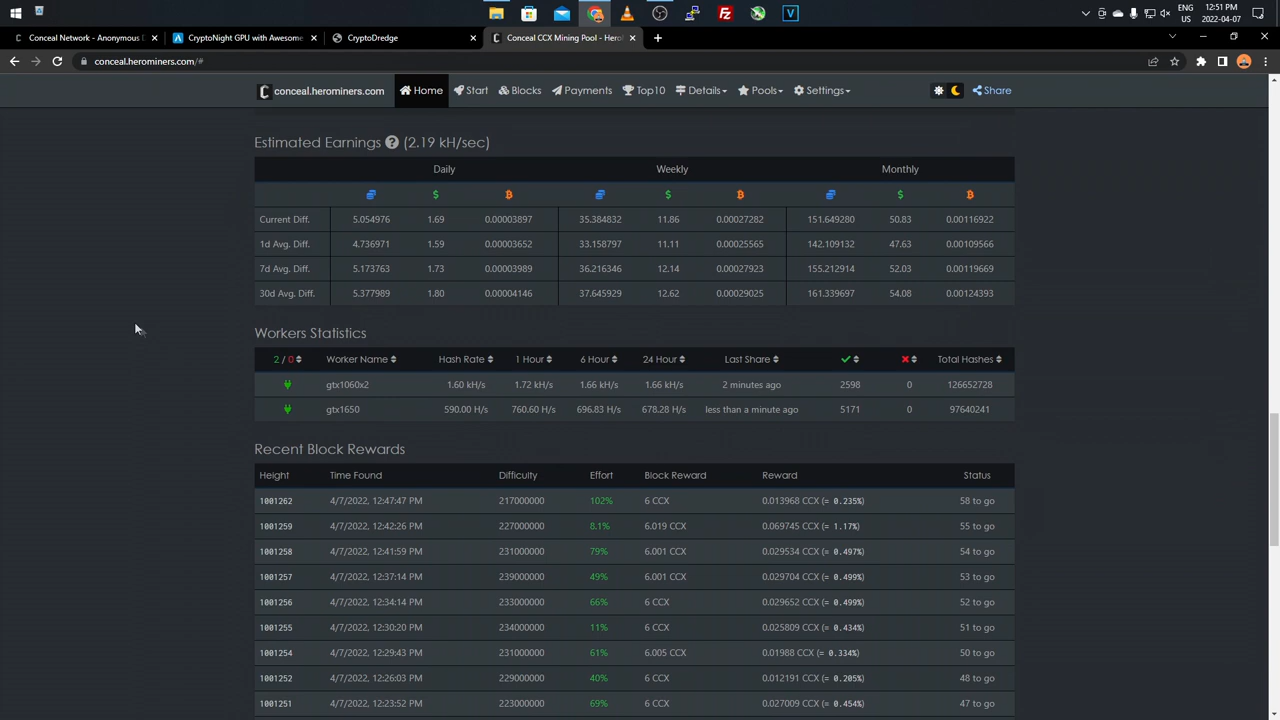 12:51 PM
ENG
US
2022-04-07
Conceal Network - Anonymous D
CryptoNight GPU with Awesome
CryptoDredge
Conceal CCX Mining Pool - Hero
conceal.herominers.com/#
conceal.herominers.com Home Start Blocks Payments Top10 Details Pools Settings Share
Estimated Earnings ? (2.19 kH/sec)
Daily Weekly Monthly
$ $ $
Current Diff. 5.054976 1.69 0.00003897 35.384832 11.86 0.00027282 151.649280 50.83 0.00116922
1d Avg. Diff. 4.736971 1.59 0.00003652 33.158797 11.11 0.00025565 142.109132 47.63 0.00109566
7d Avg. Diff. 5.173763 1.73 0.00003989 36.216346 12.14 0.00027923 155.212914 52.03 0.00119669
30d Avg. Diff. 5.377989 1.80 0.00004146 37.645929 12.62 0.00029025 161.339697 54.08 0.00124393
Workers Statistics
2 / 0 Worker Name Hash Rate 1 Hour 6 Hour 24 Hour Last Share Total Hashes
gtx1060x2 1.60 kH/s 1.72 kH/s 1.66 kH/s 1.66 kH/s 2 minutes ago 2598 0 126652728
gtx1650 590.00 H/s 760.60 H/s 696.83 H/s 678.28 H/s less than a minute ago 5171 0 97640241
Recent Block Rewards
Height Time Found Difficulty Effort Block Reward Reward Status
1001262 4/7/2022, 12:47:47 PM 217000000 102% 6 CCX 0.013968 CCX (= 0.235%) 58 to go
1001259 4/7/2022, 12:42:26 PM 227000000 8.1% 6.019 CCX 0.069745 CCX (= 1.17%) 55 to go
1001258 4/7/2022, 12:41:59 PM 231000000 79% 6.001 CCX 0.029534 CCX (= 0.497%) 54 to go
1001257 4/7/2022, 12:37:14 PM 239000000 49% 6.001 CCX 0.029704 CCX (= 0.499%) 53 to go
1001256 4/7/2022, 12:34:14 PM 233000000 66% 6 CCX 0.029652 CCX (= 0.499%) 52 to go
1001255 4/7/2022, 12:30:20 PM 234000000 11% 6 CCX 0.025809 CCX (= 0.434%) 51 to go
1001254 4/7/2022, 12:29:43 PM 231000000 61% 6.005 CCX 0.01988 CCX (= 0.334%) 50 to go
1001252 4/7/2022, 12:26:03 PM 229000000 40% 6 CCX 0.012191 CCX (= 0.205%) 48 to go
1001251 4/7/2022, 12:23:52 PM 223000000 69% 6 CCX 0.027009 CCX (= 0.454%) 47 to go